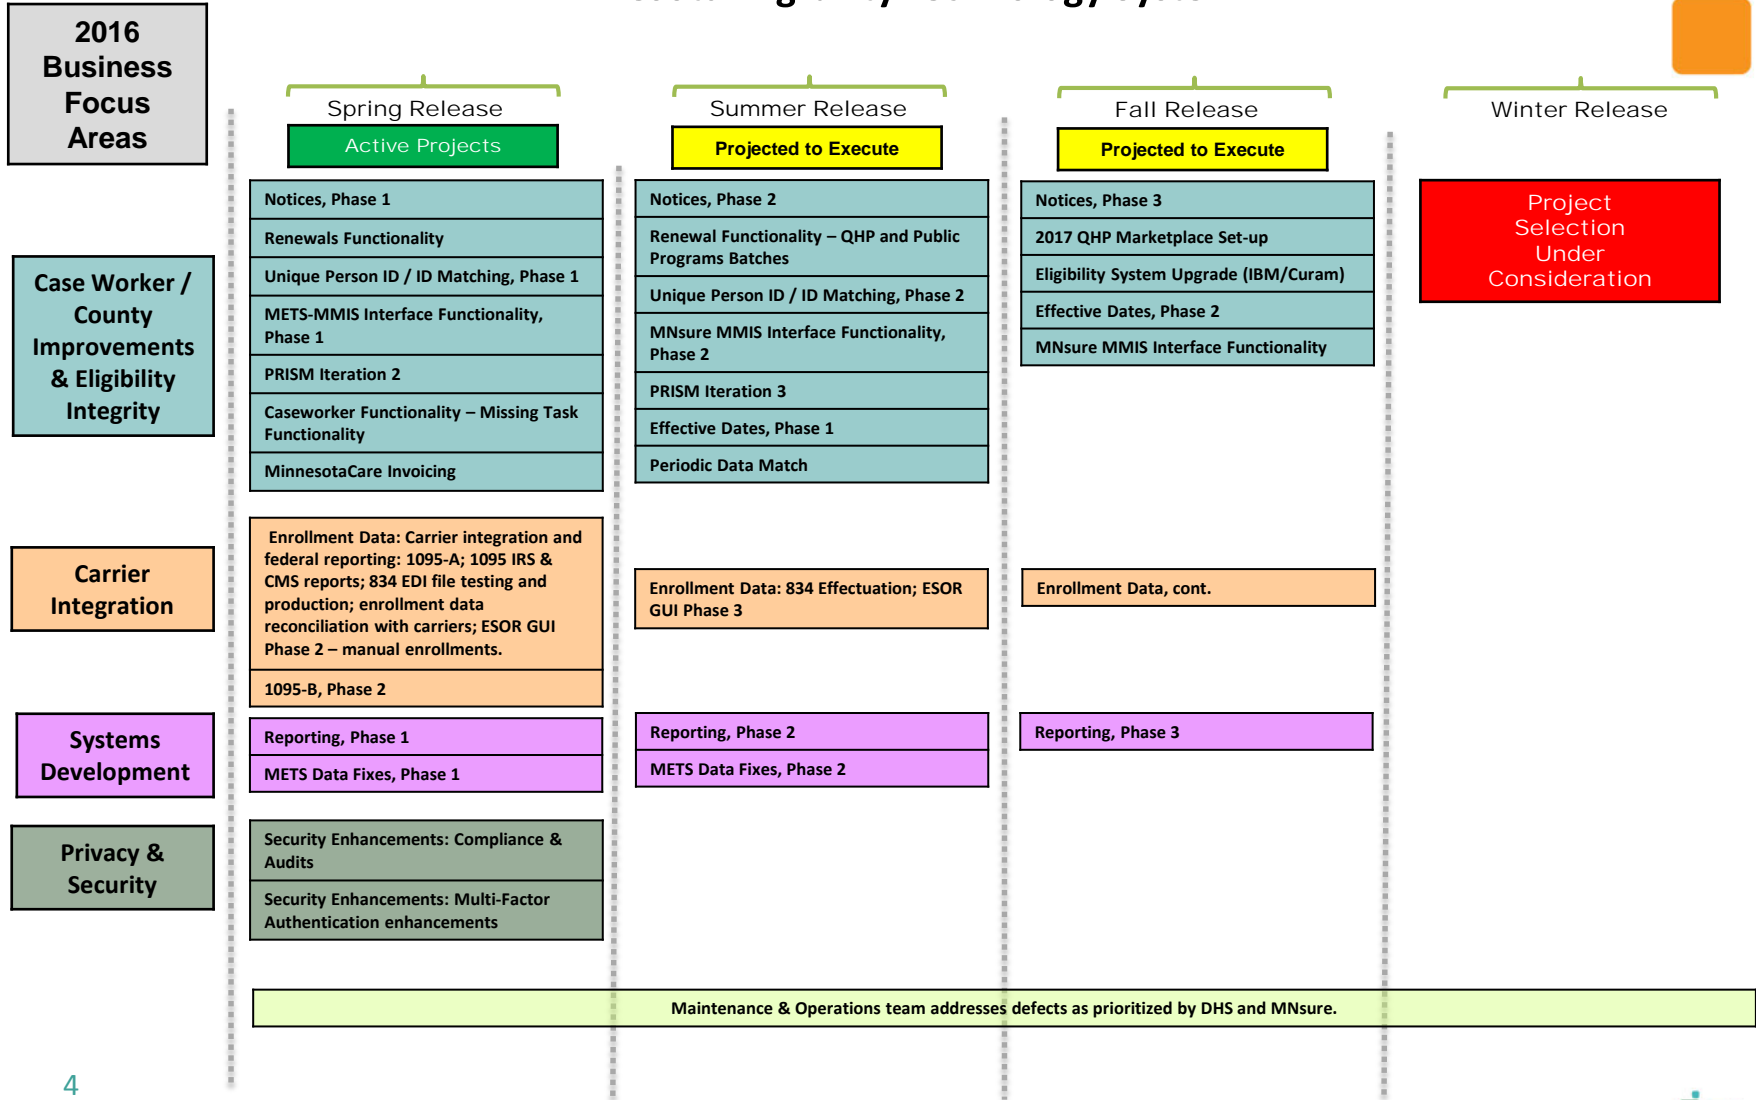 2016
Business
Focus
Areas
Spring Release
Summer Release
Fall Release
Winter Release
Active Projects
Projected to Execute
Projected to Execute
Case Worker /
County
Improvements
& Eligibility
Integrity
Notices, Phase 1
Renewals Functionality
Unique Person ID / ID Matching, Phase 1
METS-MMIS Interface Functionality,
Phase 1
PRISM Iteration 2
Caseworker Functionality – Missing Task
Functionality
MinnesotaCare Invoicing
Notices, Phase 2
Renewal Functionality – QHP and Public
Programs Batches
Unique Person ID / ID Matching, Phase 2
MNsure MMIS Interface Functionality,
Phase 2
PRISM Iteration 3
Effective Dates, Phase 1
Periodic Data Match
Notices, Phase 3
2017 QHP Marketplace Set-up
Eligibility System Upgrade (IBM/Curam)
Effective Dates, Phase 2
MNsure MMIS Interface Functionality
Project
Selection
Under
Consideration
Carrier
Integration
Enrollment Data: Carrier integration and
federal reporting: 1095-A; 1095 IRS &
CMS reports; 834 EDI file testing and
production; enrollment data
reconciliation with carriers; ESOR GUI
Phase 2 – manual enrollments.
1095-B, Phase 2
Enrollment Data: 834 Effectuation; ESOR
GUI Phase 3
Enrollment Data, cont.
Systems
Development
Reporting, Phase 1
METS Data Fixes, Phase 1
Reporting, Phase 2
METS Data Fixes, Phase 2
Reporting, Phase 3
Privacy &
Security
Security Enhancements: Compliance &
Audits
Security Enhancements: Multi-Factor
Authentication enhancements
Maintenance & Operations team addresses defects as prioritized by DHS and MNsure.
4